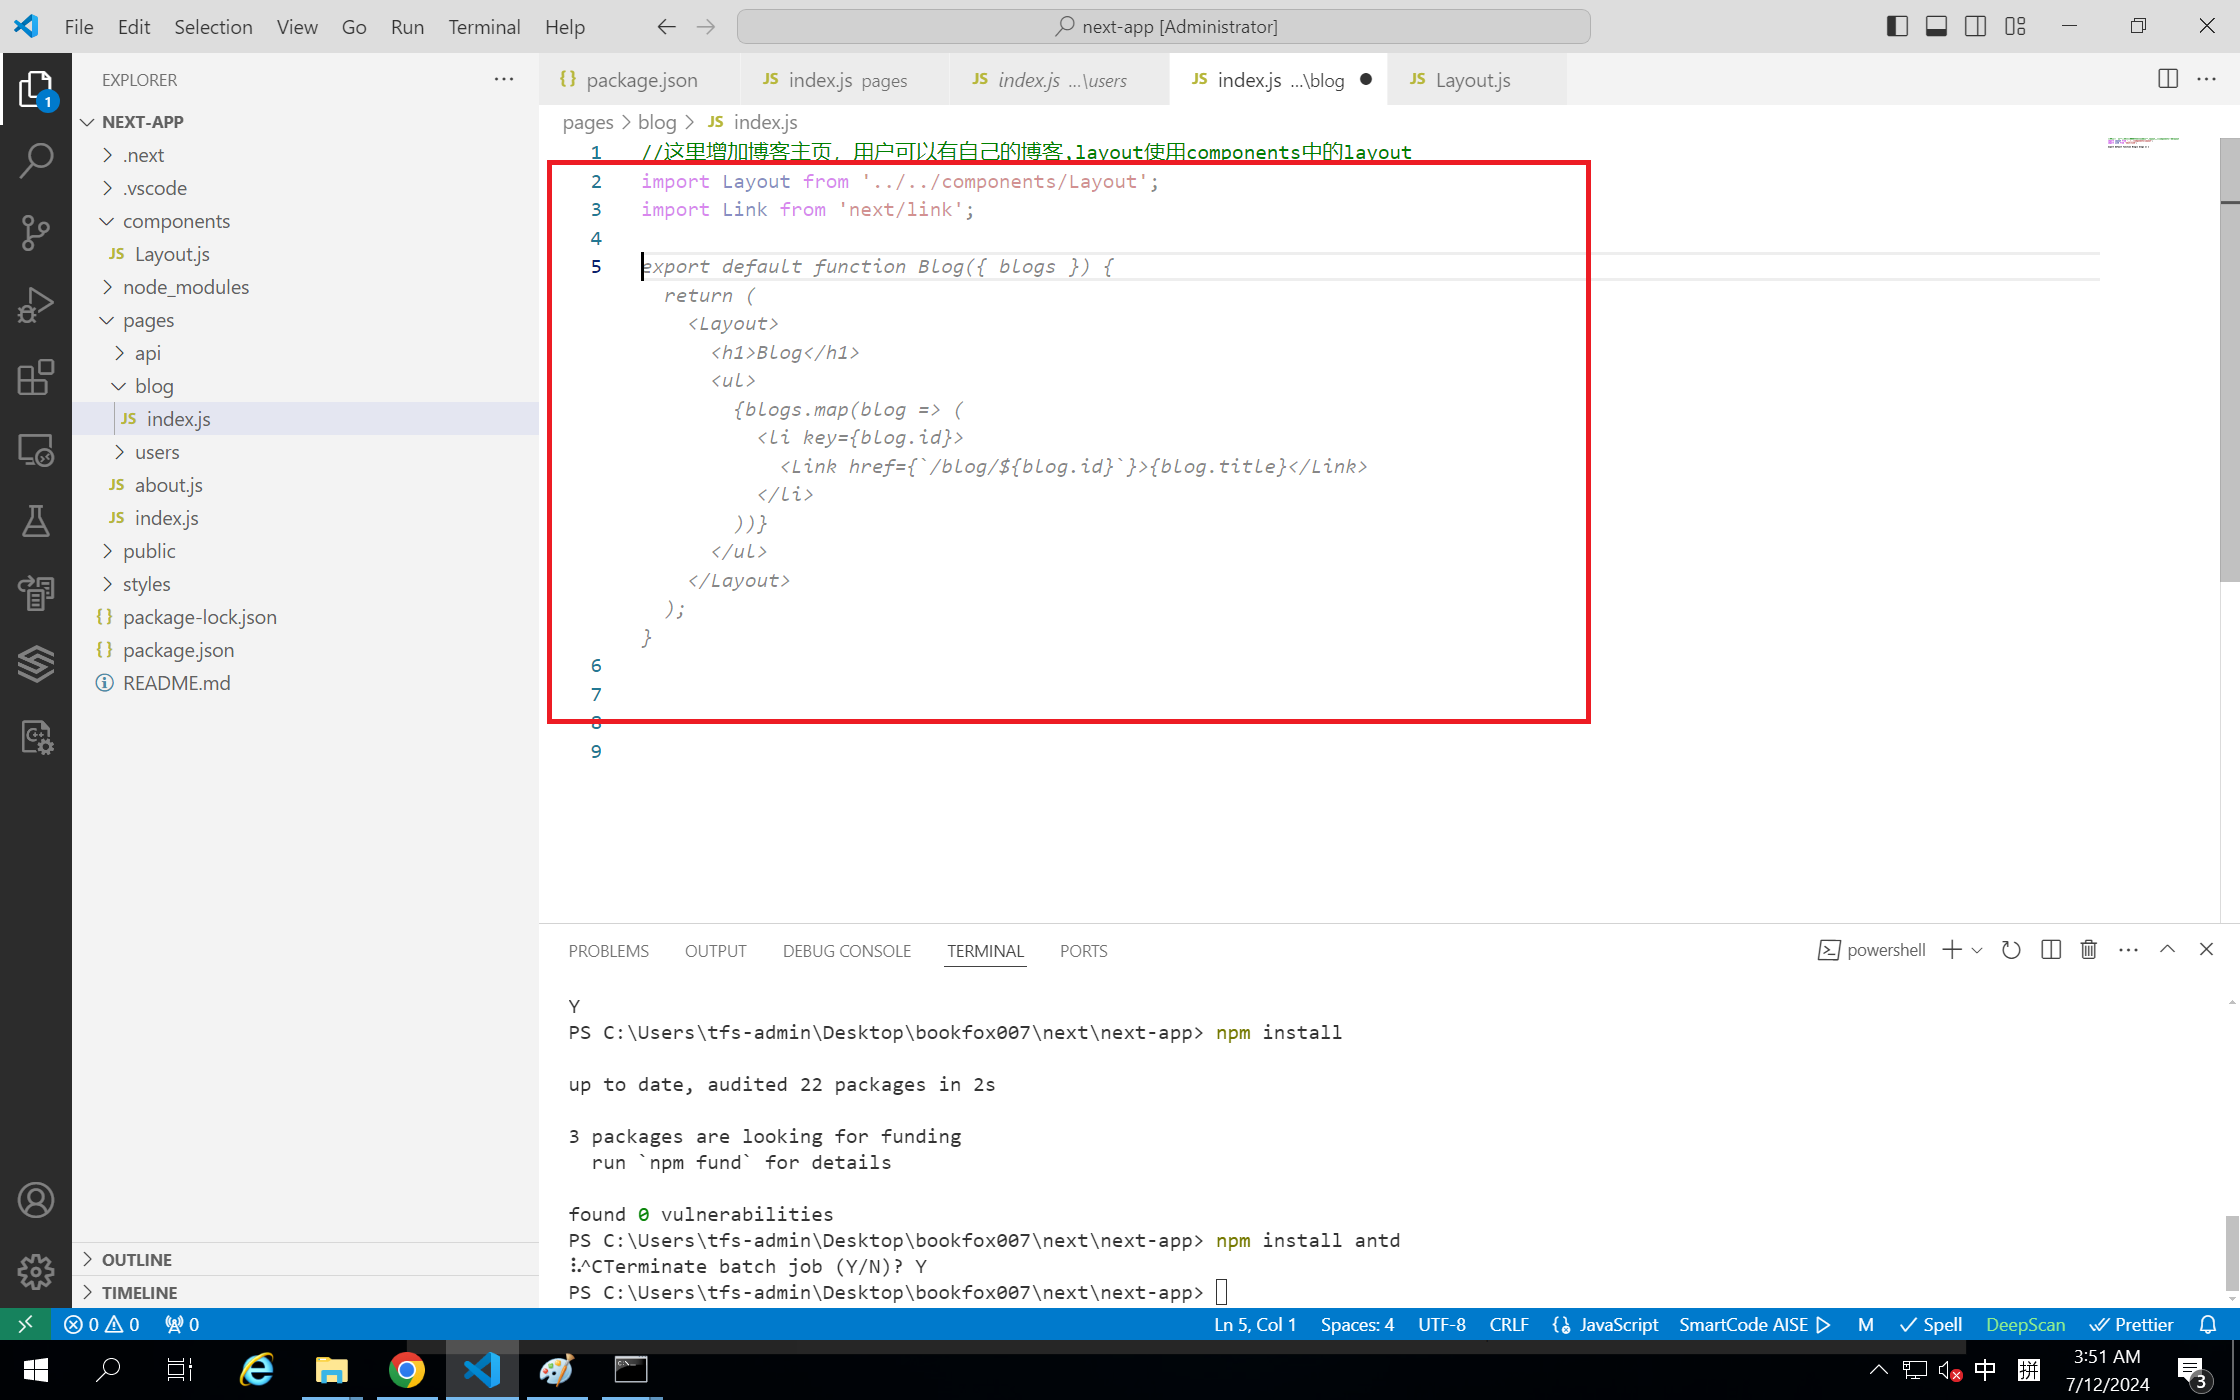 File Edit Selection View Go Run Terminal Help
next-app [Administrator]
EXPLORER
1
NEXT-APP
.next
.vscode
components
JS Layout.js
node_modules
pages
api
blog
JS index.js
users
JS about.js
JS index.js
public
styles
{} package-lock.json
{} package.json
README.md
OUTLINE
TIMELINE
{} package.json
JS index.js pages
JS index.js ...\users
JS index.js ...\blog
JS Layout.js
pages > blog > JS index.js
1 //这里增加博客主页, 用户可以有自己的博客,layout使用components中的layout
2 import Layout from '../../components/Layout';
3 import Link from 'next/link';
4
5 export default function Blog({ blogs }) {
return (
<Layout>
<h1>Blog</h1>
<ul>
{blogs.map(blog => (
<li key={blog.id}>
<Link href={`/blog/${blog.id}`}>{blog.title}</Link>
</li>
))}
</ul>
</Layout>
);
}
6
7
8
9
PROBLEMS OUTPUT DEBUG CONSOLE TERMINAL PORTS
powershell
Y
PS C:\Users\tfs-admin\Desktop\bookfox007\next\next-app> npm install
up to date, audited 22 packages in 2s
3 packages are looking for funding
run `npm fund` for details
found 0 vulnerabilities
PS C:\Users\tfs-admin\Desktop\bookfox007\next\next-app> npm install antd
⠧^CTerminate batch job (Y/N)? Y
PS C:\Users\tfs-admin\Desktop\bookfox007\next\next-app>
0 0 0
Ln 5, Col 1 Spaces: 4 UTF-8 CRLF JavaScript SmartCode AISE M Spell DeepScan Prettier
中 拼
3:51 AM
7/12/2024
3